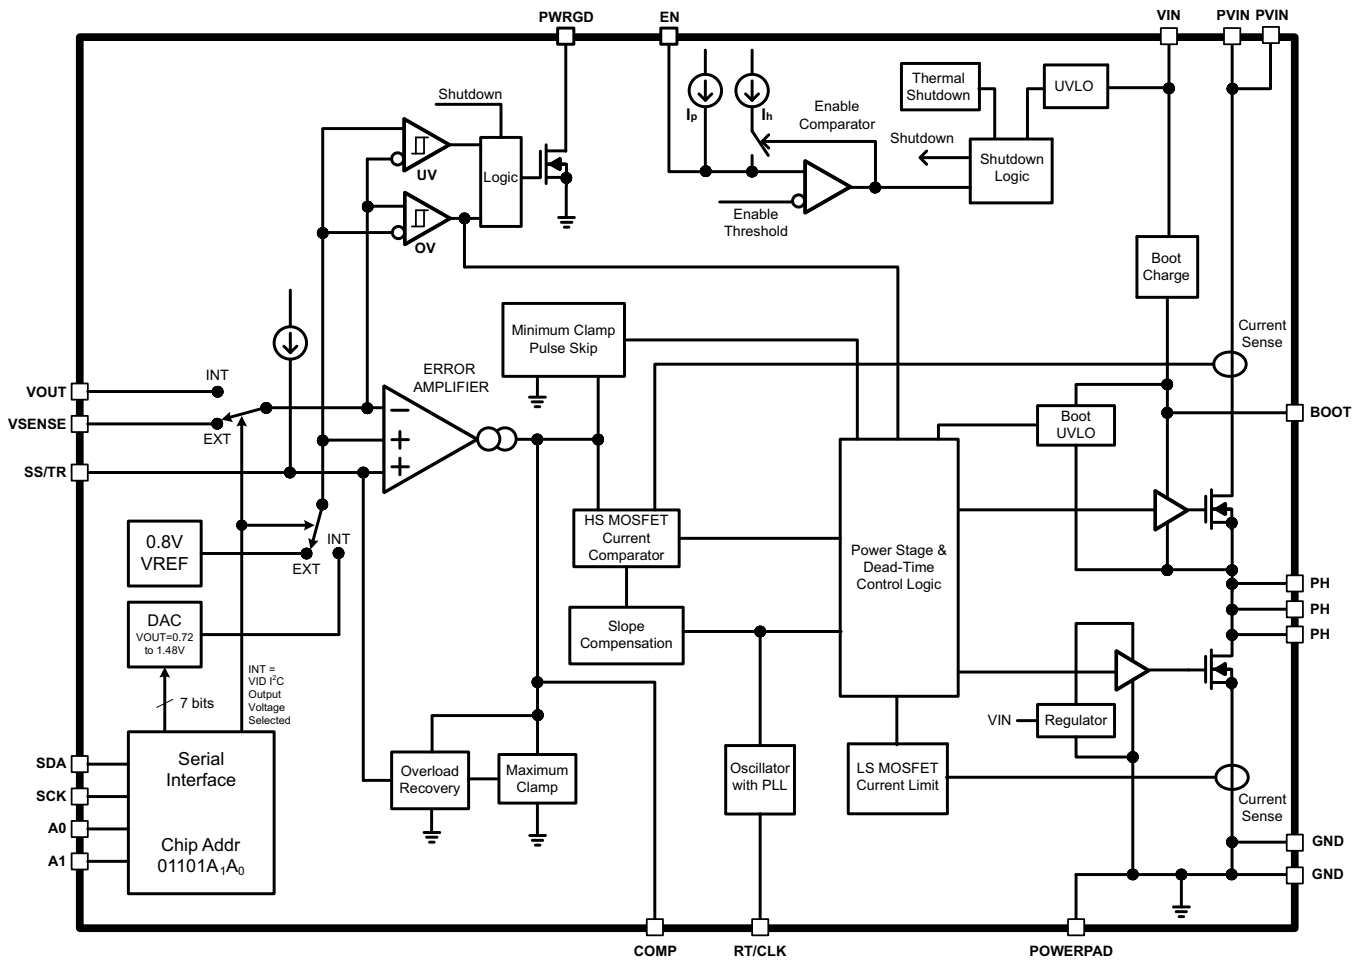 PWRGD
EN
VIN
PVIN
PVIN
Shutdown
UV
Logic
OV
Ip
Ih
Enable
Comparator
Enable
Threshold
Thermal
Shutdown
UVLO
Shutdown
Shutdown
Logic
Boot
Charge
Current
Sense
Minimum Clamp
Pulse Skip
ERROR
AMPLIFIER
VOUT
INT
VSENSE
EXT
SS/TR
BOOT
Boot
UVLO
0.8V
VREF
INT
EXT
HS MOSFET
Current
Comparator
Power Stage &
Dead-Time
Control Logic
PH
PH
PH
DAC
VOUT=0.72
to 1.48V
Slope
Compensation
INT =
VID I²C
Output
Voltage
Selected
7 bits
VIN
Regulator
SDA
SCK
A0
A1
Serial
Interface
Chip Addr
01101A₁A₀
Overload
Recovery
Maximum
Clamp
Oscillator
with PLL
LS MOSFET
Current Limit
Current
Sense
GND
GND
COMP
RT/CLK
POWERPAD